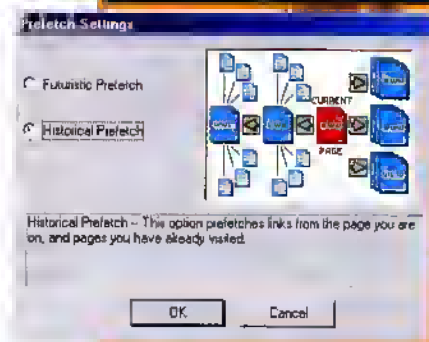 Prefetch Settings
Futuristic Prefetch
Historical Prefetch
CURRENT
PAGE
Historical Prefetch -- This option prefetches links from the page you are
on, and pages you have already visited.
OK
Cancel